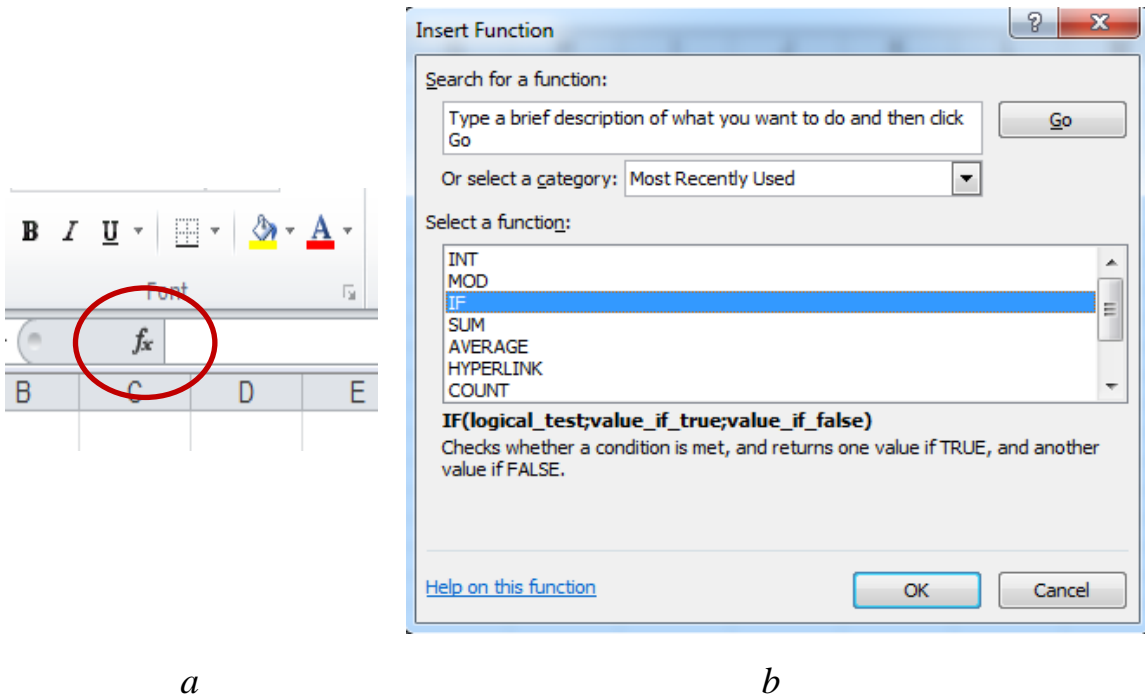 B I U A
Font
fx
B C D E
a
Insert Function
? X
Search for a function:
Type a brief description of what you want to do and then click
Go
Go
Or select a category: Most Recently Used
Select a function:
INT
MOD
IF
SUM
AVERAGE
HYPERLINK
COUNT
IF(logical_test;value_if_true;value_if_false)
Checks whether a condition is met, and returns one value if TRUE, and another
value if FALSE.
Help on this function
OK Cancel
b